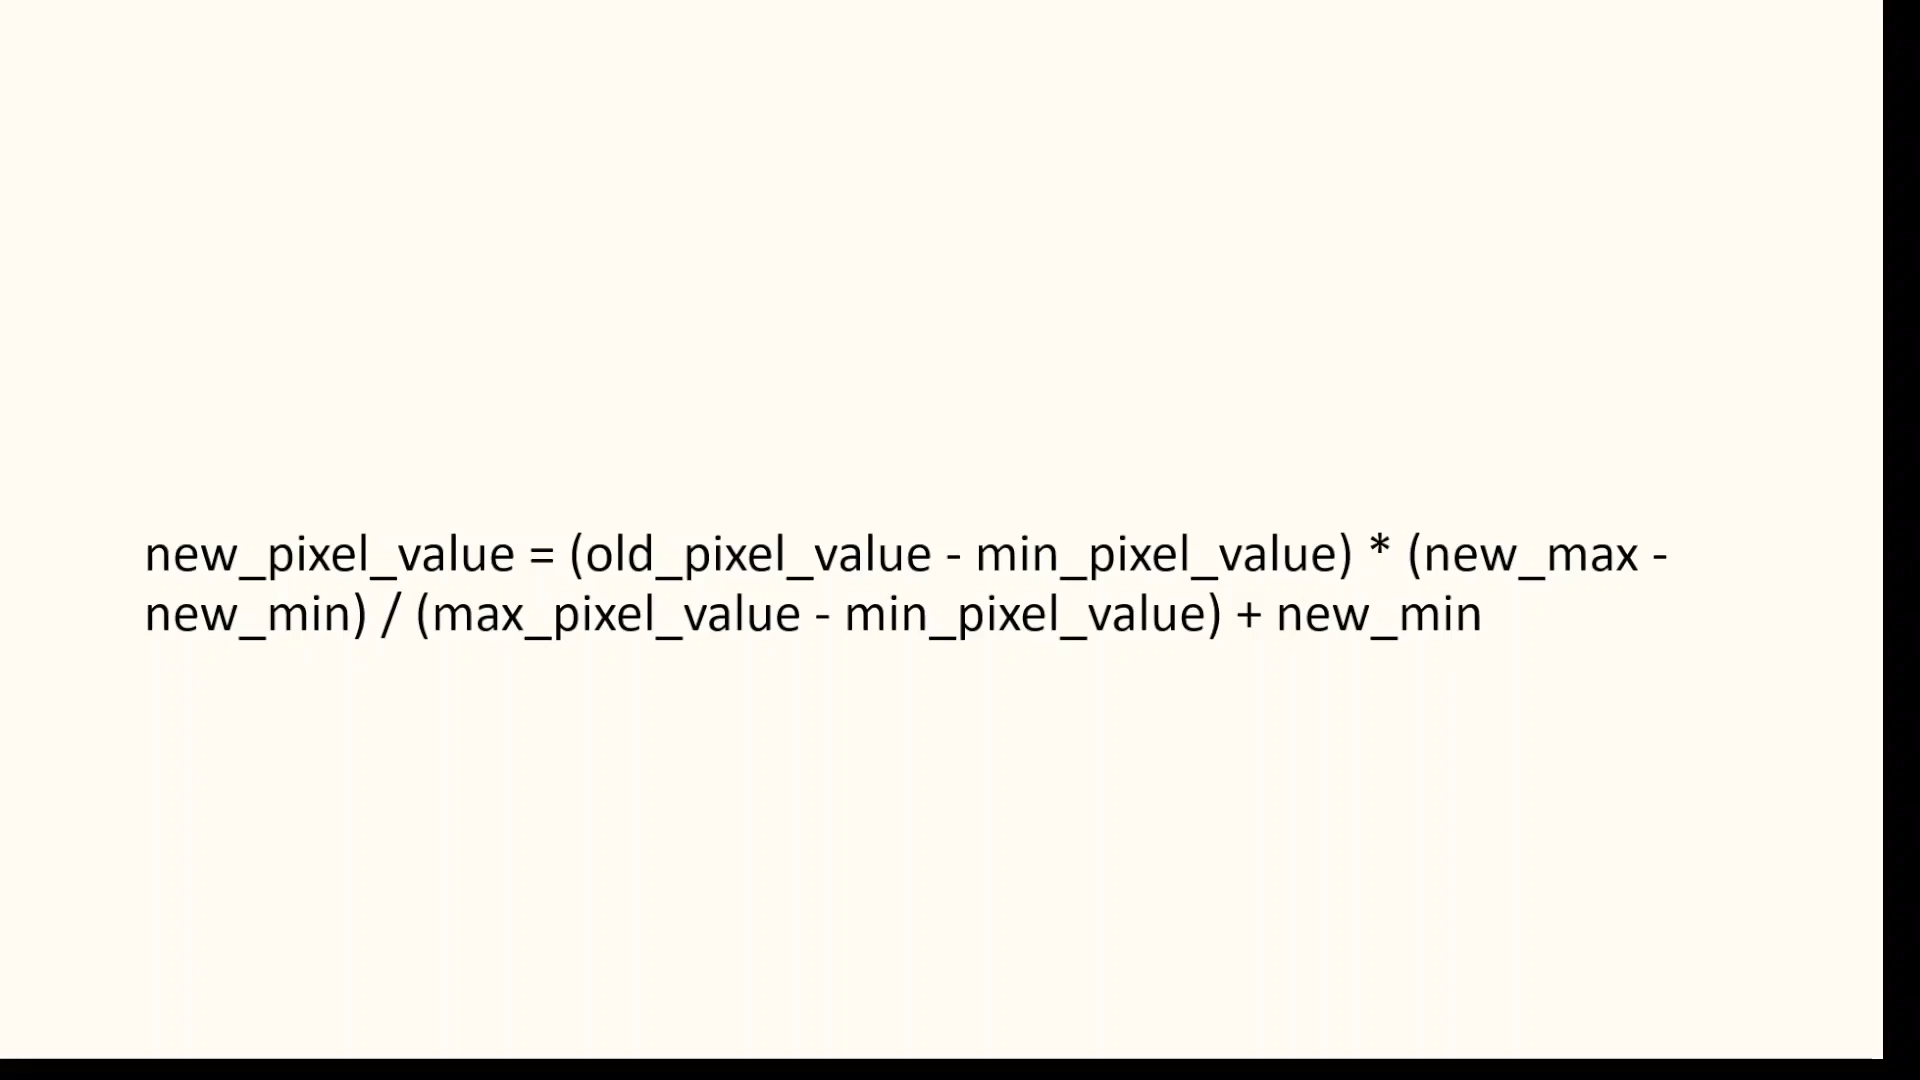 new_pixel_value = (old_pixel_value - min_pixel_value) * (new_max -
new_min) / (max_pixel_value - min_pixel_value) + new_min